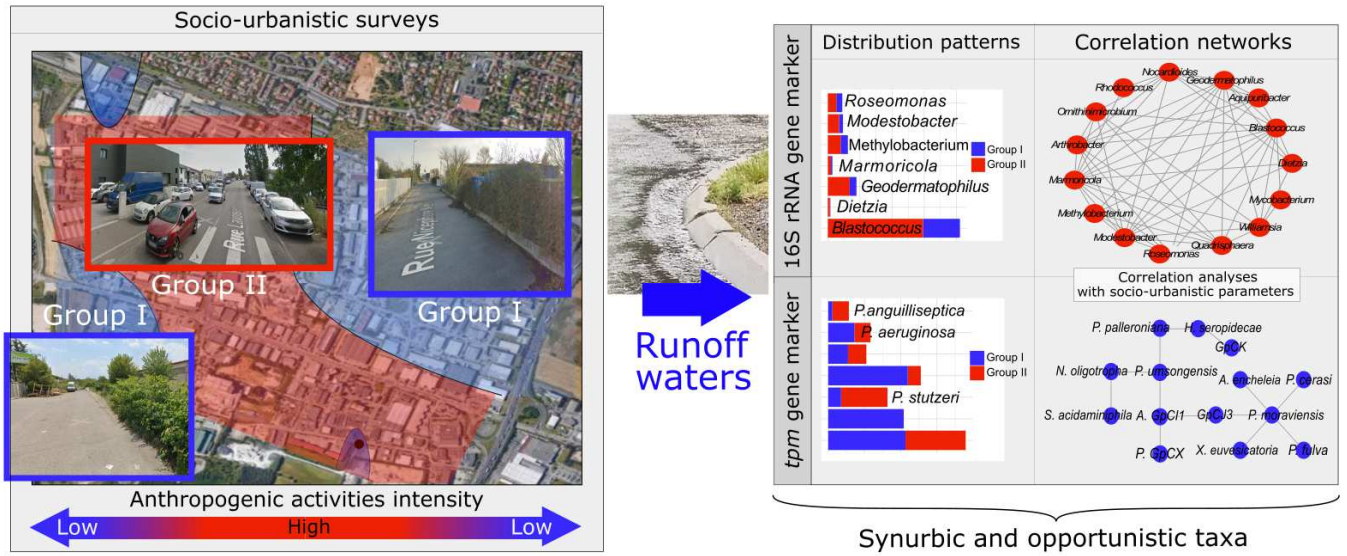 Socio-urbanistic surveys
Group II
Group I
Group I
Anthropogenic activities intensity
Low
High
Low
Runoff
waters
16S rRNA gene marker
Distribution patterns
Roseomonas
Modestobacter
Methylobacterium
Marmoricola
Geodermatophilus
Dietzia
Blastococcus
Group I
Group II
Correlation networks
Nocardioides
Geodermatophilus
Rhodococcus
Aquipuribacter
Ornithinimicrobium
Blastococcus
Arthrobacter
Dietzia
Marmoricola
Mycobacterium
Methylobacterium
Williamsia
Modestobacter
Quadrisphaera
Roseomonas
Correlation analyses
with socio-urbanistic parameters
tpm gene marker
P.anguilliseptica
P. aeruginosa
P. stutzeri
Group I
Group II
P. palleroniana
H. seropidecae
GpCK
N. oligotropha
P. umsongensis
A. encheleia
P. cerasi
S. acidaminiphila
A. GpCI1
GpCJ3
P. moraviensis
P. GpCX
X. euvesicatoria
P. fulva
Synurbic and opportunistic taxa